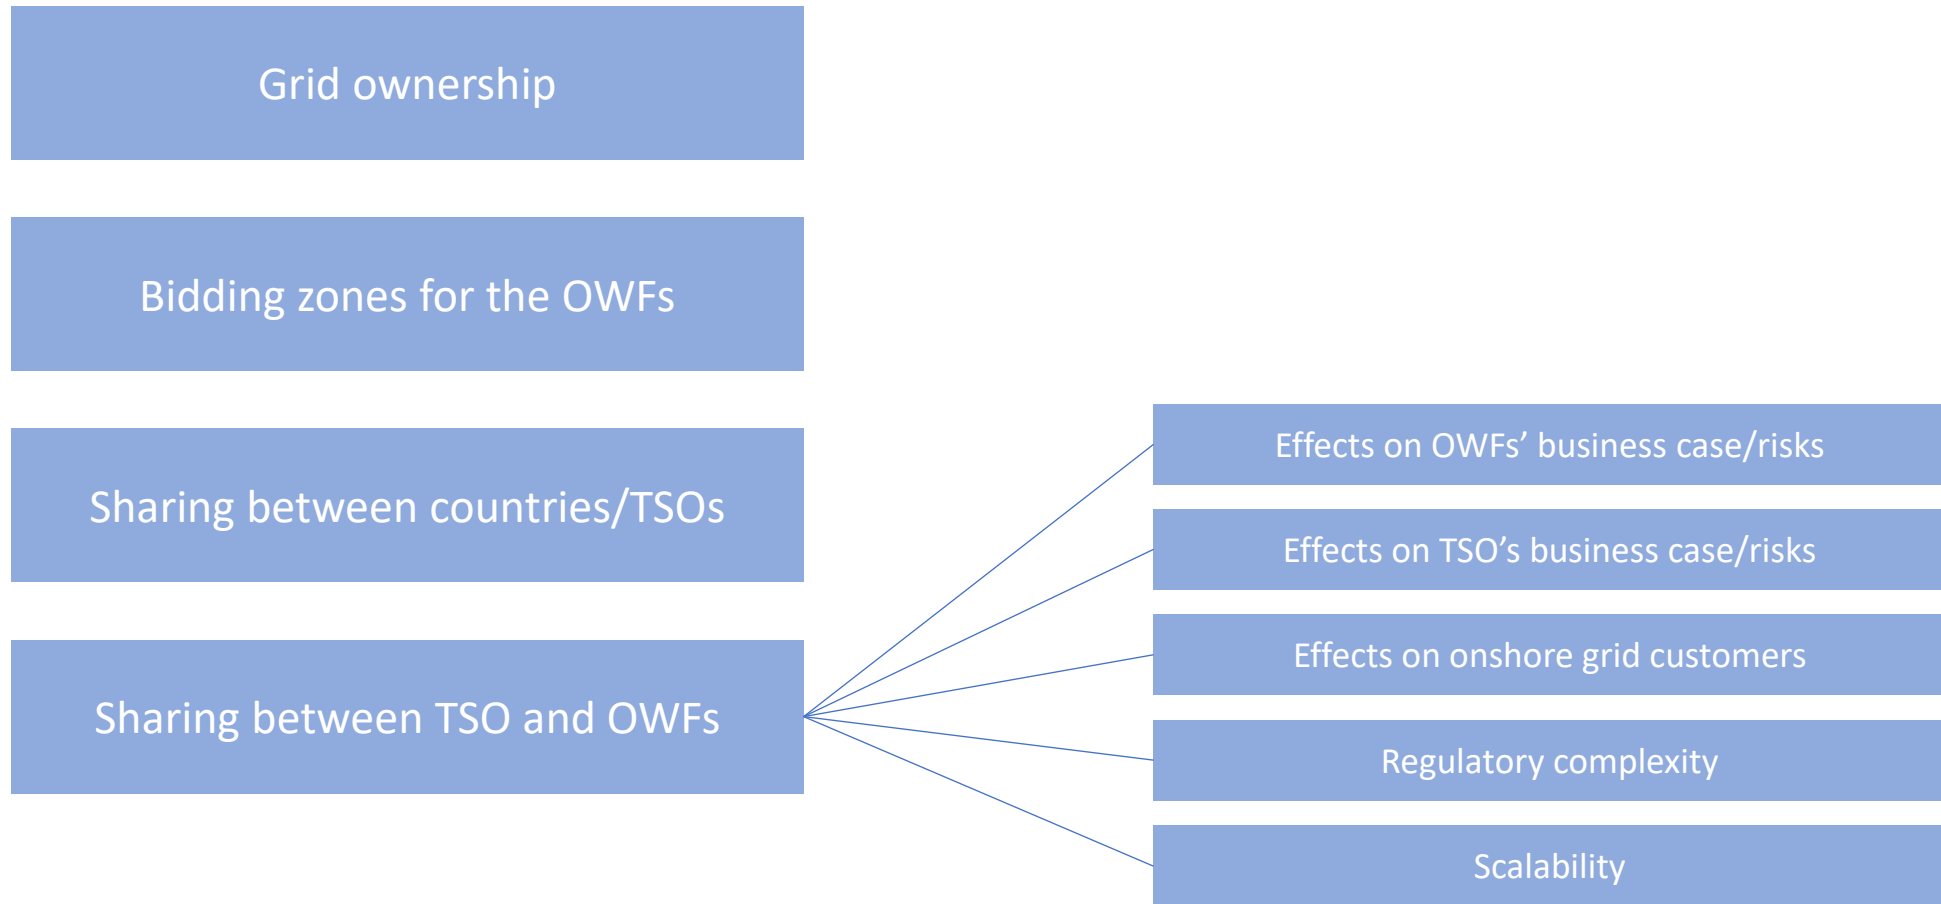 Grid ownership
Bidding zones for the OWFs
Sharing between countries/TSOs
Sharing between TSO and OWFs
Effects on OWFs’ business case/risks
Effects on TSO’s business case/risks
Effects on onshore grid customers
Regulatory complexity
Scalability